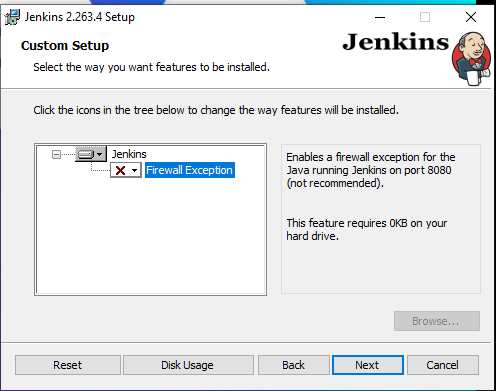 Jenkins 2.263.4 Setup
Custom Setup
Select the way you want features to be installed.
Jenkins
Click the icons in the tree below to change the way features will be installed.
Jenkins
Firewall Exception
Enables a firewall exception for the
Java running Jenkins on port 8080
(not recommended).
This feature requires 0KB on your
hard drive.
Browse...
Reset
Disk Usage
Back
Next
Cancel